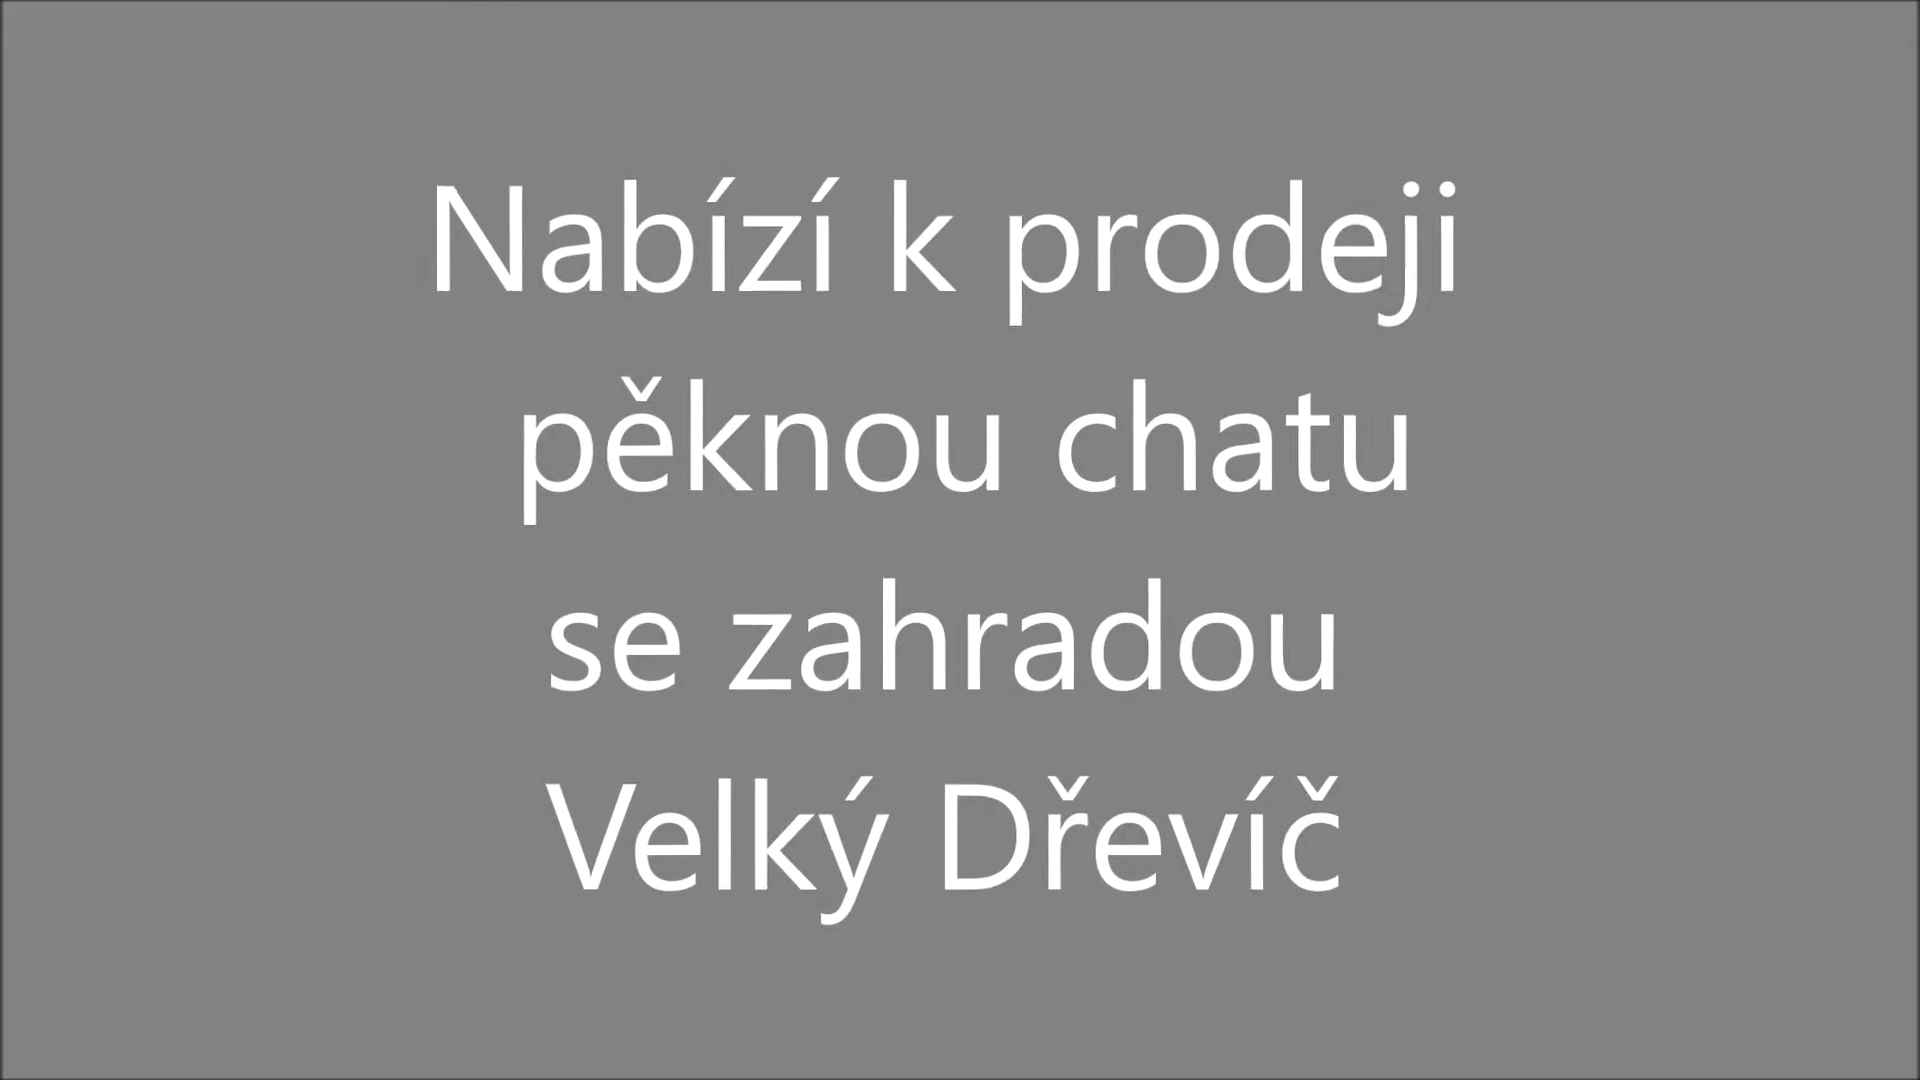 Nabízí k prodeji
pěknou chatu
se zahradou
Velký Dřevíč